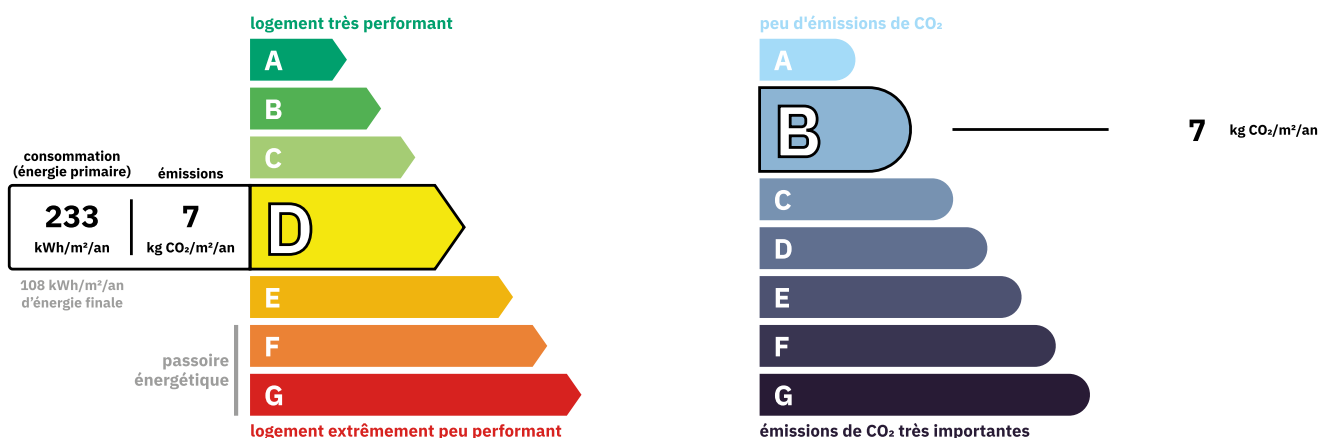 logement très performant
A
B
C
consommation
(énergie primaire)
émissions
233
kWh/m²/an
7
kg CO₂/m²/an
D
108 kWh/m²/an
d'énergie finale
E
passoire
énergétique
F
G
logement extrêmement peu performant
peu d'émissions de CO₂
A
B
7 kg CO₂/m²/an
C
D
E
F
G
émissions de CO₂ très importantes